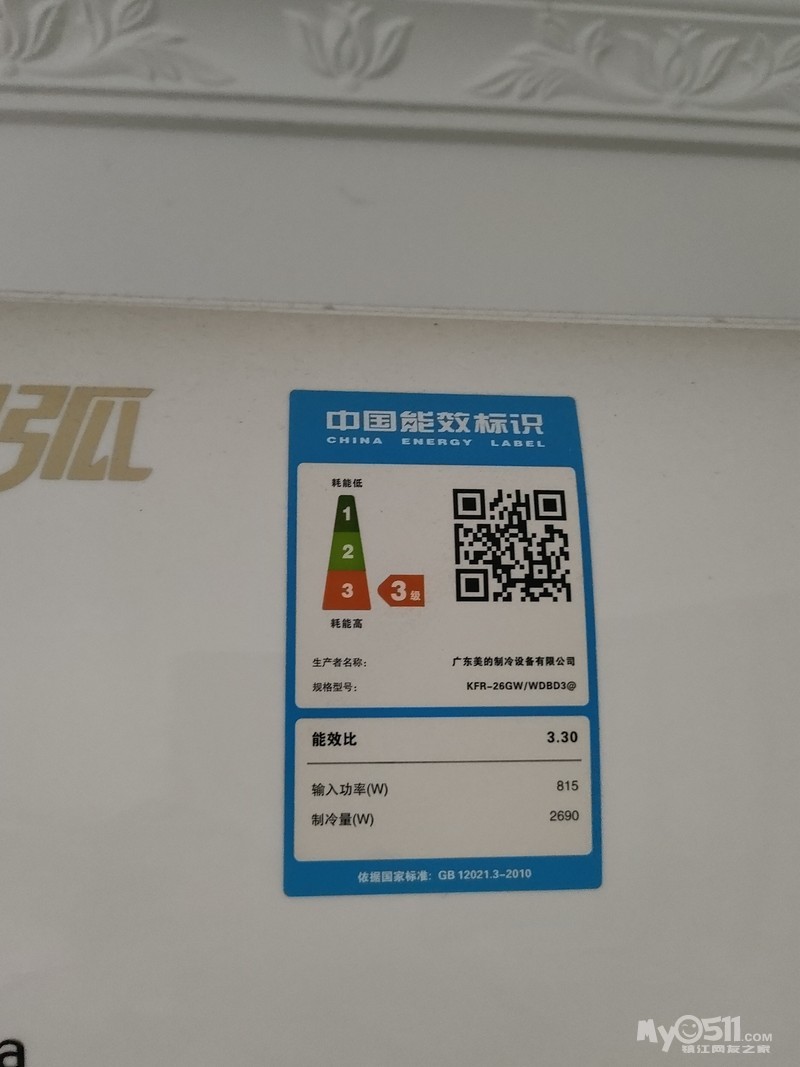 弧
中国能效标识
CHINA ENERGY LABEL
耗能低
1
2
3
3级
耗能高
生产者名称： 广东美的制冷设备有限公司
规格型号： KFR-26GW/WDBD3@
能效比 3.30
输入功率(W) 815
制冷量(W) 2690
依据国家标准：GB 12021.3-2010
a
MY0511.COM
镇江网友之家